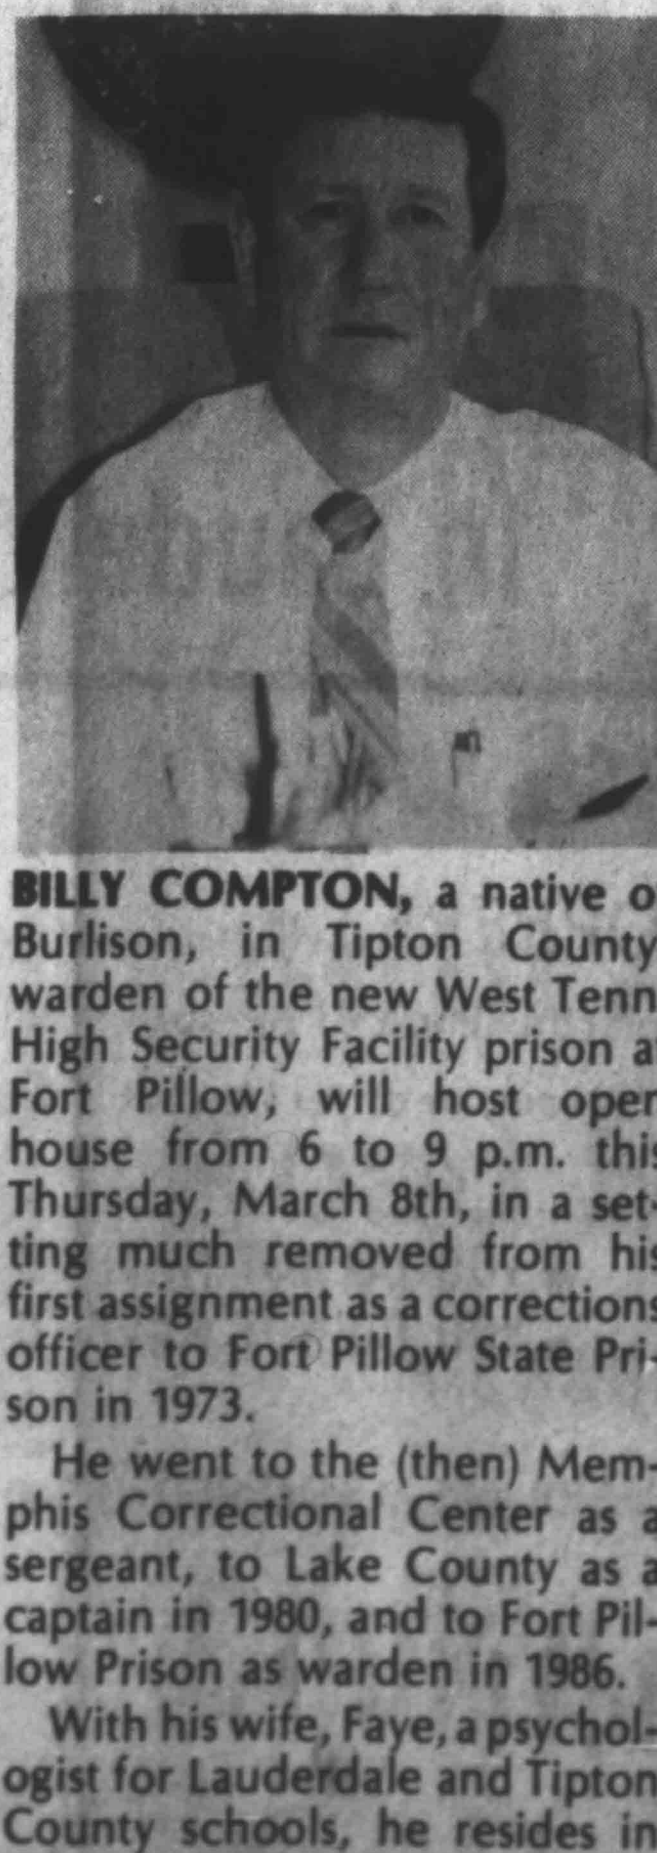 BILLY COMPTON, a native o
Burlison, in Tipton County
warden of the new West Tenn
High Security Facility prison a
Fort Pillow, will host oper
house from 6 to 9 p.m. this
Thursday, March 8th, in a set-
ting much removed from his
first assignment as a corrections
officer to Fort Pillow State Pri-
son in 1973.
He went to the (then) Mem-
phis Correctional Center as a
sergeant, to Lake County as a
captain in 1980, and to Fort Pil-
low Prison as warden in 1986.
With his wife, Faye, a psychol-
ogist for Lauderdale and Tipton
County schools, he resides in